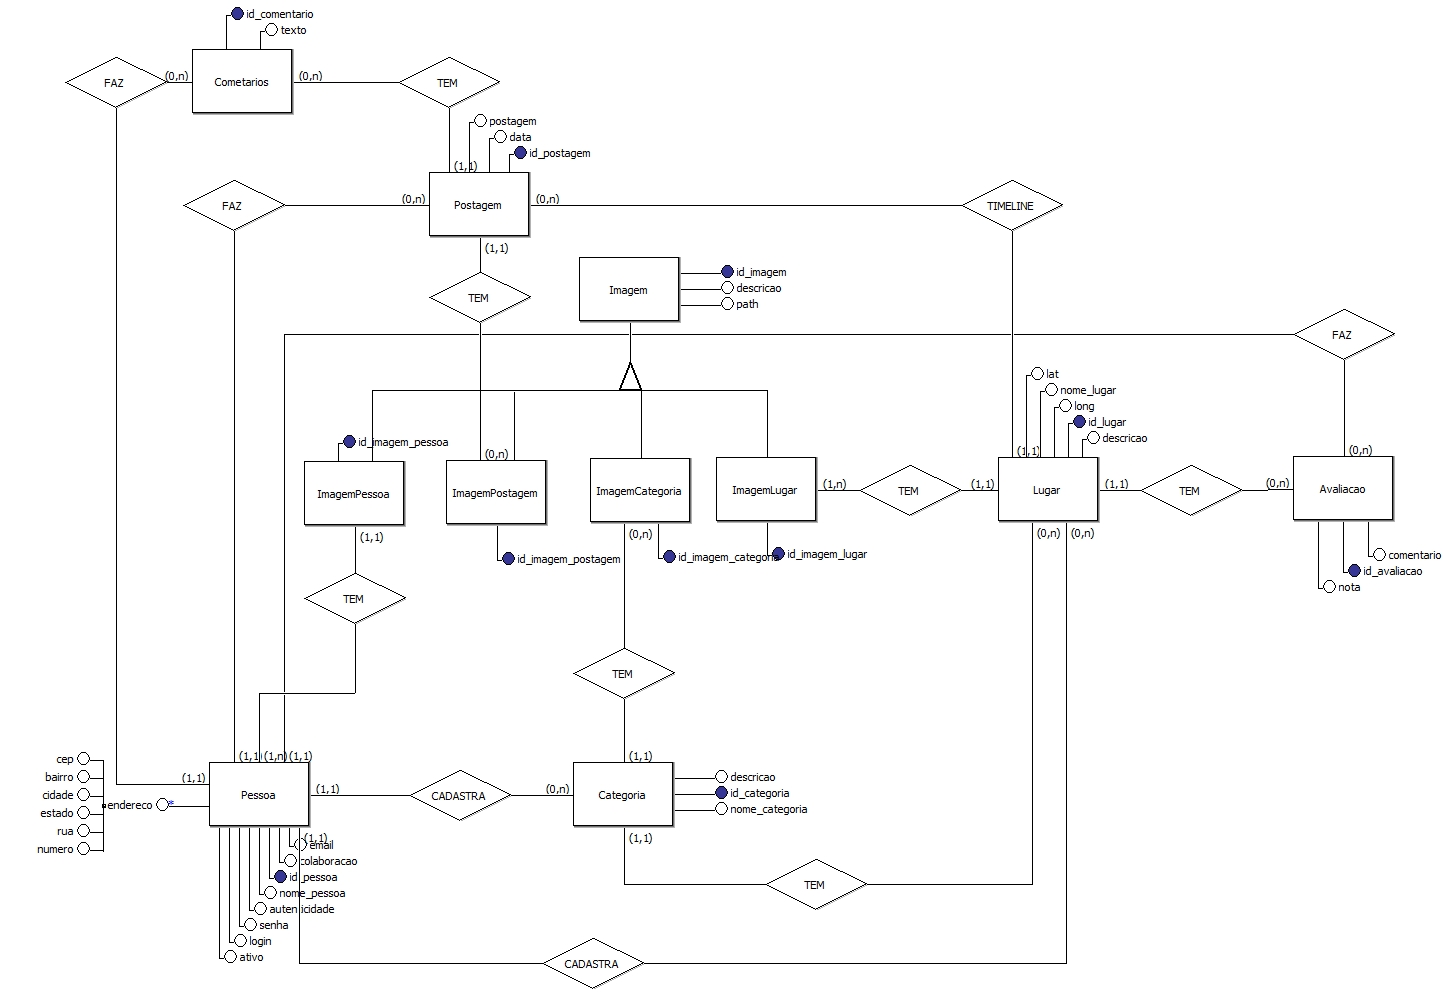 id_comentario
texto
FAZ
(0,n)
Cometarios
(0,n)
TEM
postagem
data
id_postagem
(1,1)
FAZ
(0,n)
Postagem
(0,n)
TIMELINE
(1,1)
TEM
Imagem
id_imagem
descricao
path
FAZ
lat
nome_lugar
long
id_lugar
descricao
(1,1)
(0,n)
id_imagem_pessoa
(0,n)
ImagemPessoa
ImagemPostagem
ImagemCategoria
ImagemLugar
(1,n)
TEM
(1,1)
Lugar
(1,1)
TEM
(0,n)
Avaliacao
(1,1)
(0,n)
(0,n)
(0,n)
id_imagem_postagem
id_imagem_categoria
id_imagem_lugar
comentario
id_avaliacao
nota
TEM
TEM
(1,1)
(1,n)
(1,1)
(1,1)
cep
bairro
cidade
estado
rua
numero
endereco
*
(1,1)
Pessoa
(1,1)
CADASTRA
(0,n)
Categoria
descricao
id_categoria
nome_categoria
(1,1)
(1,1)
email
colaboracao
id_pessoa
nome_pessoa
autenticidade
senha
login
ativo
TEM
CADASTRA